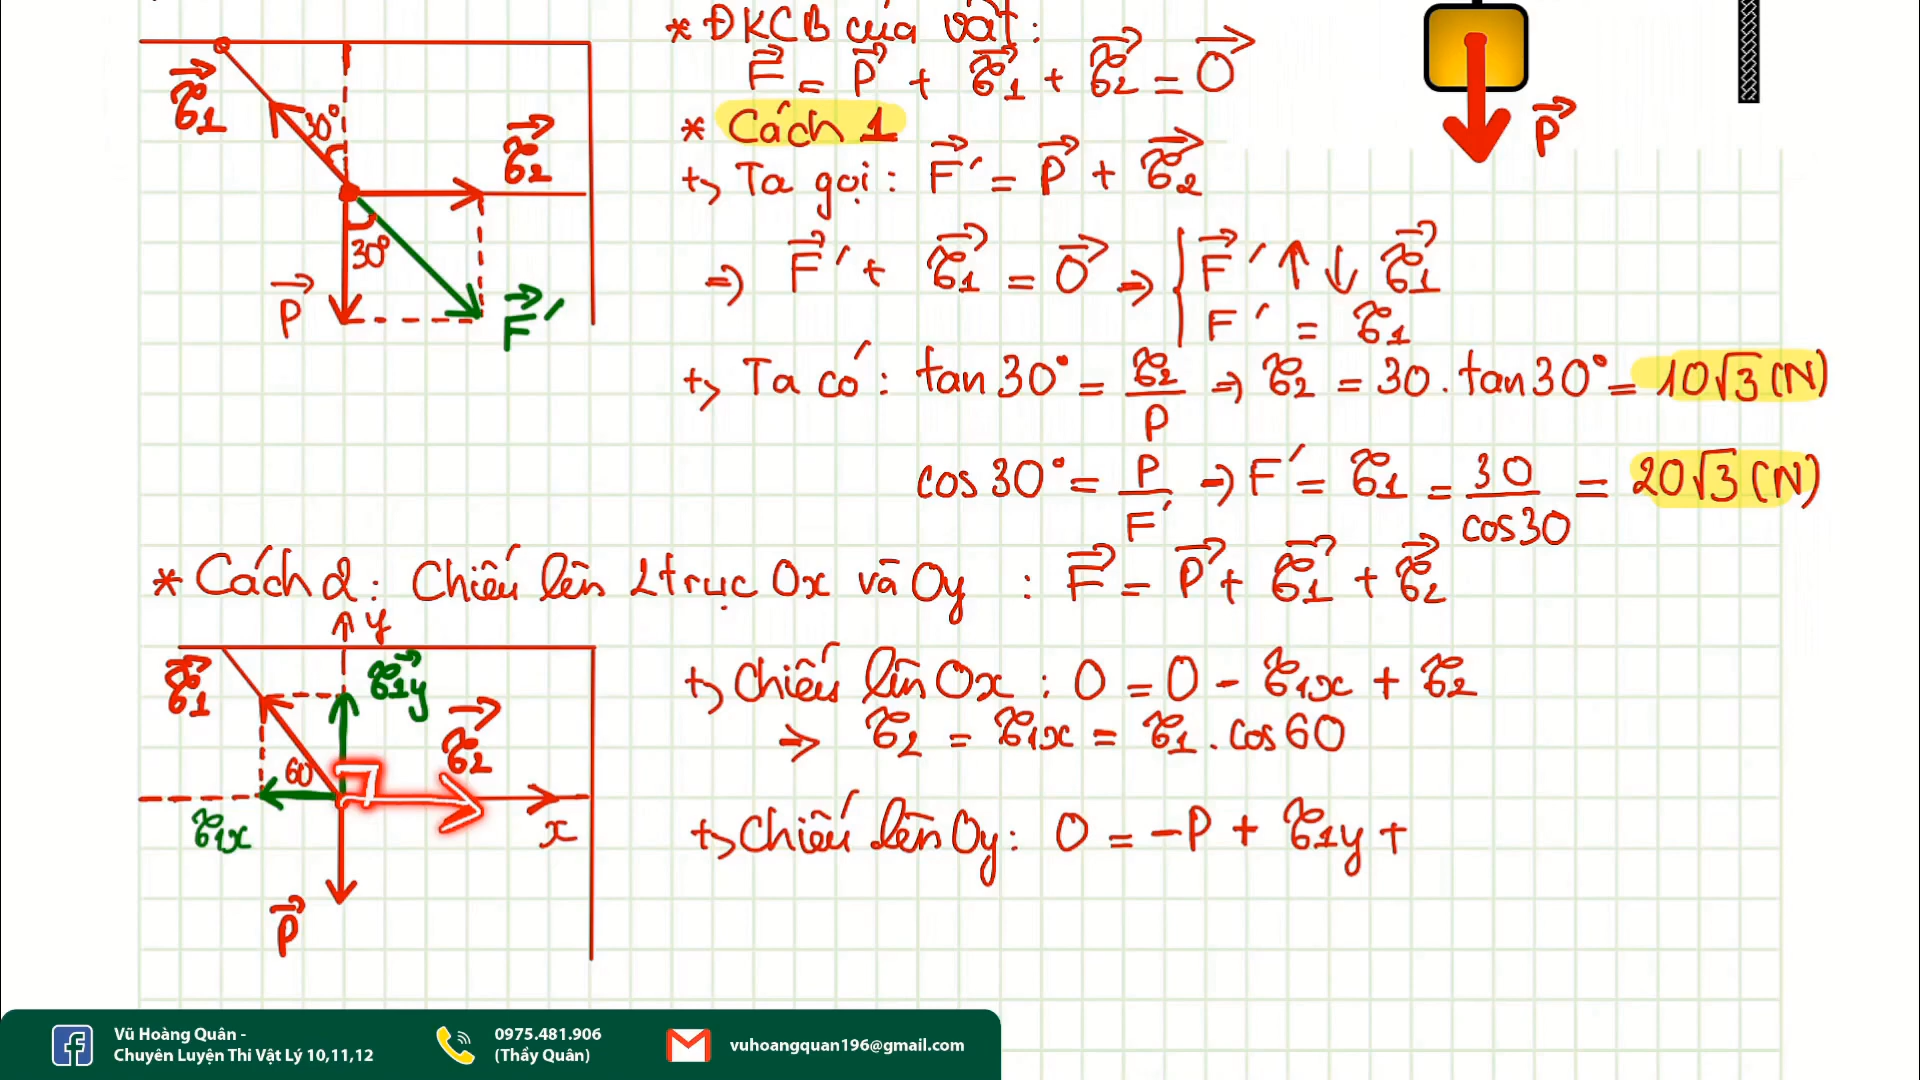 * ĐKCB của vật:
F⃗ = P⃗ + T⃗1 + T⃗2 = 0⃗
* Cách 1
+, Ta gọi: F⃗' = P⃗ + T⃗2
=> F⃗' + T⃗1 = 0⃗ => { F⃗' ↑↓ T⃗1
F' = T1
+, Ta có: tan30° = T2/P => T2 = 30. tan30° = 10√3 (N)
cos30° = P/F' -> F' = T1 = 30/cos30 = 20√3 (N)
T⃗1
30°
T⃗2
30°
P⃗
F⃗'
P⃗
* Cách 2: Chiếu lên 2 trục Ox và Oy : F⃗ = P⃗ + T⃗1 + T⃗2
+, Chiếu lên Ox : 0 = 0 - T1x + T2
-> T2 = T1x = T1 . cos60
+, Chiếu lên Oy: 0 = -P + T1y +
y
T⃗1
T⃗1y
T⃗2
60
T1x
x
P⃗
Vũ Hoàng Quân -
Chuyên Luyện Thi Vật Lý 10,11,12
0975.481.906
(Thầy Quân)
vuhoangquan196@gmail.com